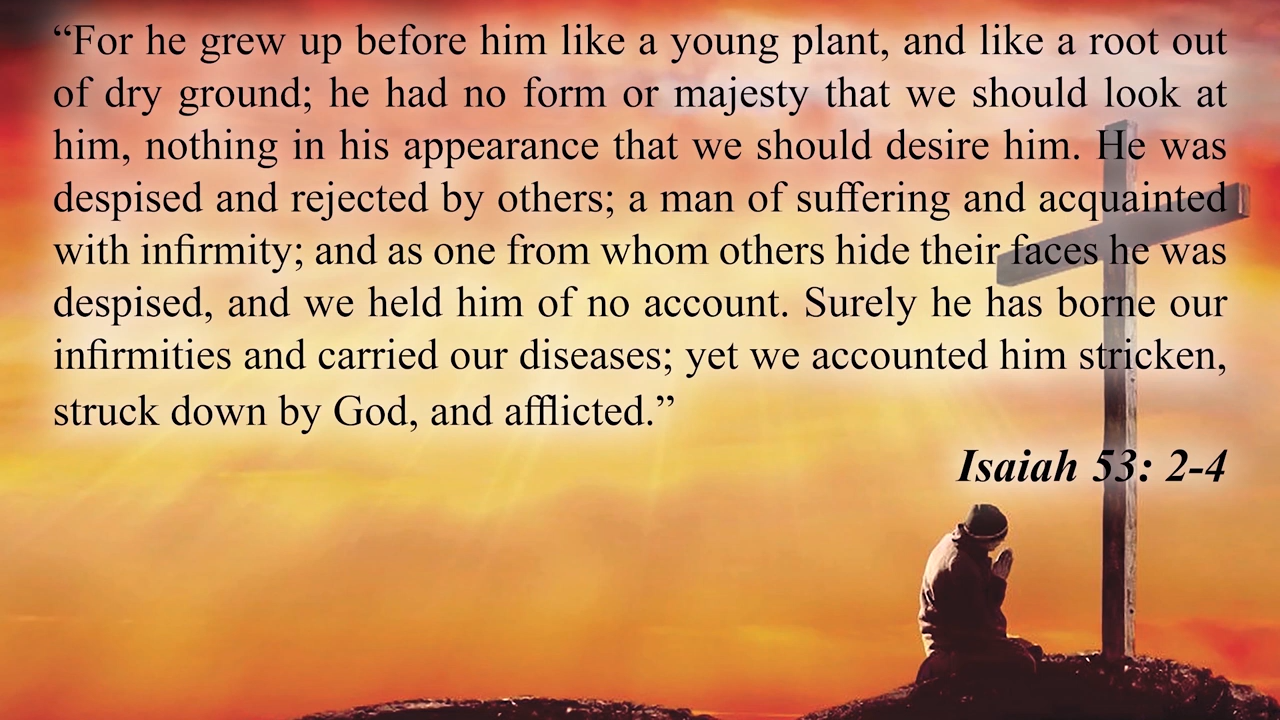 “For he grew up before him like a young plant, and like a root out
of dry ground; he had no form or majesty that we should look at
him, nothing in his appearance that we should desire him. He was
despised and rejected by others; a man of suffering and acquainted
with infirmity; and as one from whom others hide their faces he was
despised, and we held him of no account. Surely he has borne our
infirmities and carried our diseases; yet we accounted him stricken,
struck down by God, and afflicted.”
Isaiah 53: 2-4